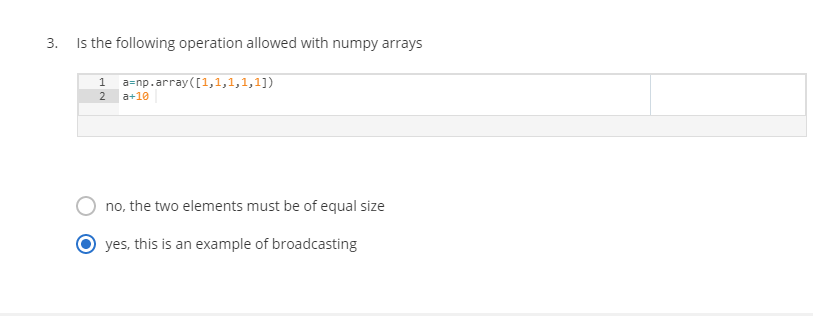 3. Is the following operation allowed with numpy arrays
1 a=np.array([1,1,1,1,1])
2 a+10
no, the two elements must be of equal size
yes, this is an example of broadcasting